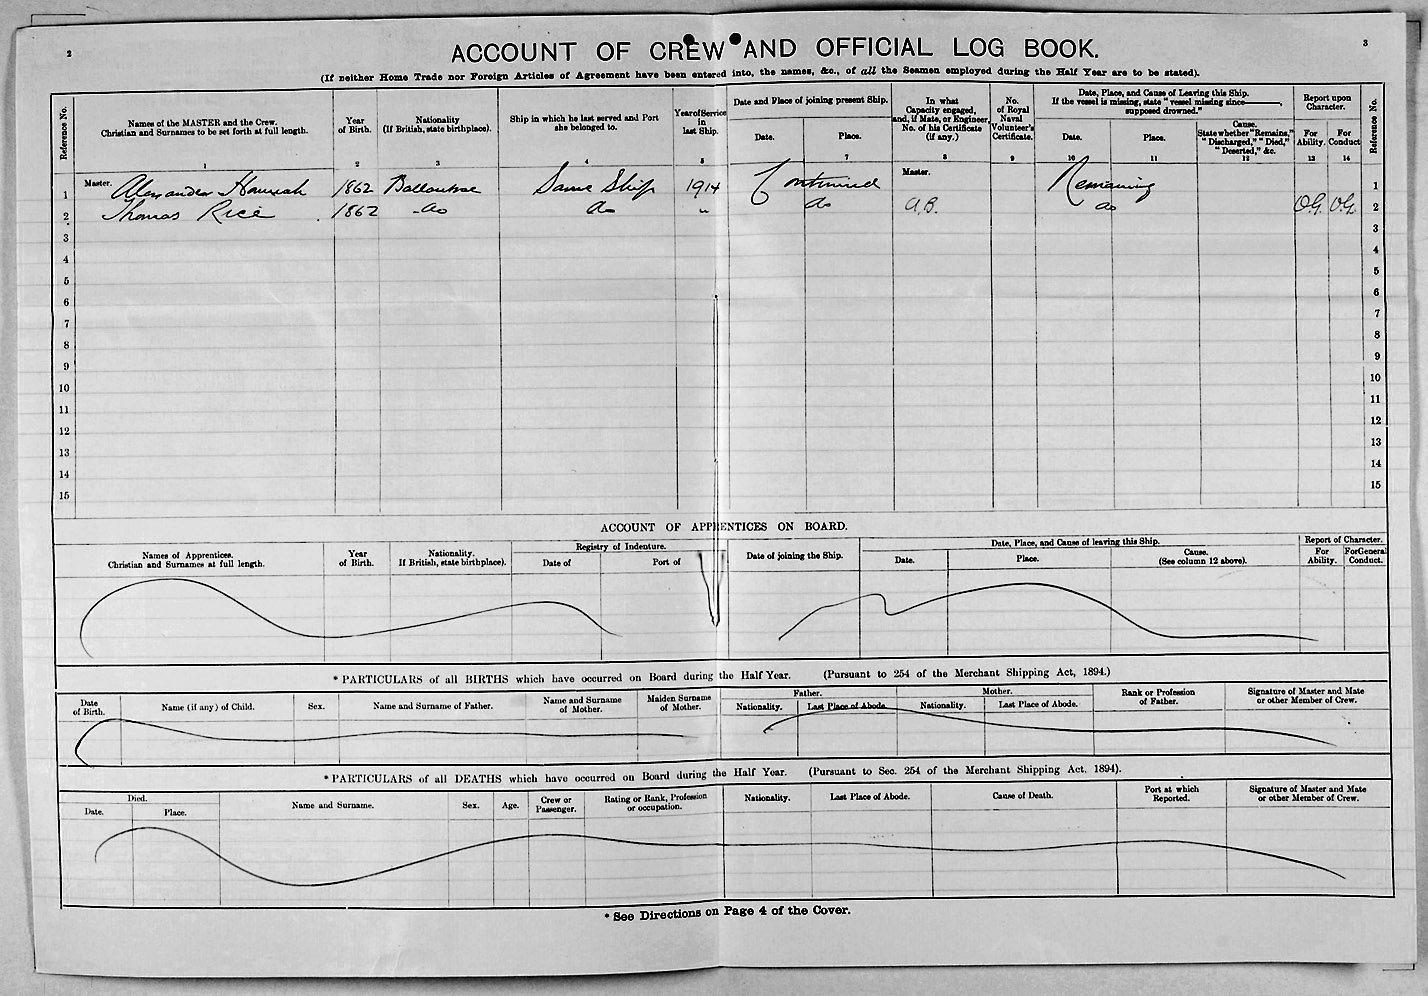 2
3
ACCOUNT OF CREW AND OFFICIAL LOG BOOK.
(If neither Home Trade nor Foreign Articles of Agreement have been entered into, the names, &c., of all the Seamen employed during the Half Year are to be stated).
Reference No.
Names of the MASTER and the Crew.
Christian and Surnames to be set forth at full length.
1
Year
of Birth.
2
Nationality
(If British, state birthplace).
3
Ship in which he last served and Port
she belonged to.
4
Year of Service
in
last Ship.
5
Date and Place of joining present Ship.
Date.
Place.
7
In what
Capacity engaged,
and, if Mate, or Engineer,
No. of his Certificate
(if any.)
8
No.
of Royal
Naval
Volunteer's
Certificate.
9
Date, Place, and Cause of Leaving this Ship.
If the vessel is missing, state "vessel missing since———,
supposed drowned."
Date.
10
Place.
11
Cause.
State whether "Remains,"
"Discharged," "Died,"
"Deserted," &c.
12
Report upon
Character.
For
Ability.
13
For
Conduct
14
Reference No.
1 Master. Alexander 1862 Same Ship 1914 Continued Master. Remaining 1
2 Thomas Rice 1862 do do " do A.B. do V.G. V.G. 2
3 3
4 4
5 5
6 6
7 7
8 8
9 9
10 10
11 11
12 12
13 13
14 14
15 15
ACCOUNT OF APPRENTICES ON BOARD.
Names of Apprentices.
Christian and Surnames at full length.
Year
of Birth.
Nationality.
If British, state birthplace).
Registry of Indenture.
Date of
Port of
Date of joining the Ship.
Date, Place, and Cause of leaving this Ship.
Date.
Place.
Cause.
(See column 12 above).
Report of Character.
For
Ability.
For General
Conduct.
* PARTICULARS of all BIRTHS which have occurred on Board during the Half Year. (Pursuant to 254 of the Merchant Shipping Act, 1894.)
Date
of Birth.
Name (if any) of Child.
Sex.
Name and Surname of Father.
Name and Surname
of Mother.
Maiden Surname
of Mother.
Father.
Nationality.
Last Place of Abode.
Mother.
Nationality.
Last Place of Abode.
Rank or Profession
of Father.
Signature of Master and Mate
or other Member of Crew.
* PARTICULARS of all DEATHS which have occurred on Board during the Half Year. (Pursuant to Sec. 254 of the Merchant Shipping Act, 1894).
Died.
Date.
Place.
Name and Surname.
Sex.
Age.
Crew or
Passenger.
Rating or Rank, Profession
or occupation.
Nationality.
Last Place of Abode.
Cause of Death.
Port at which
Reported.
Signature of Master and Mate
or other Member of Crew.
* See Directions on Page 4 of the Cover.